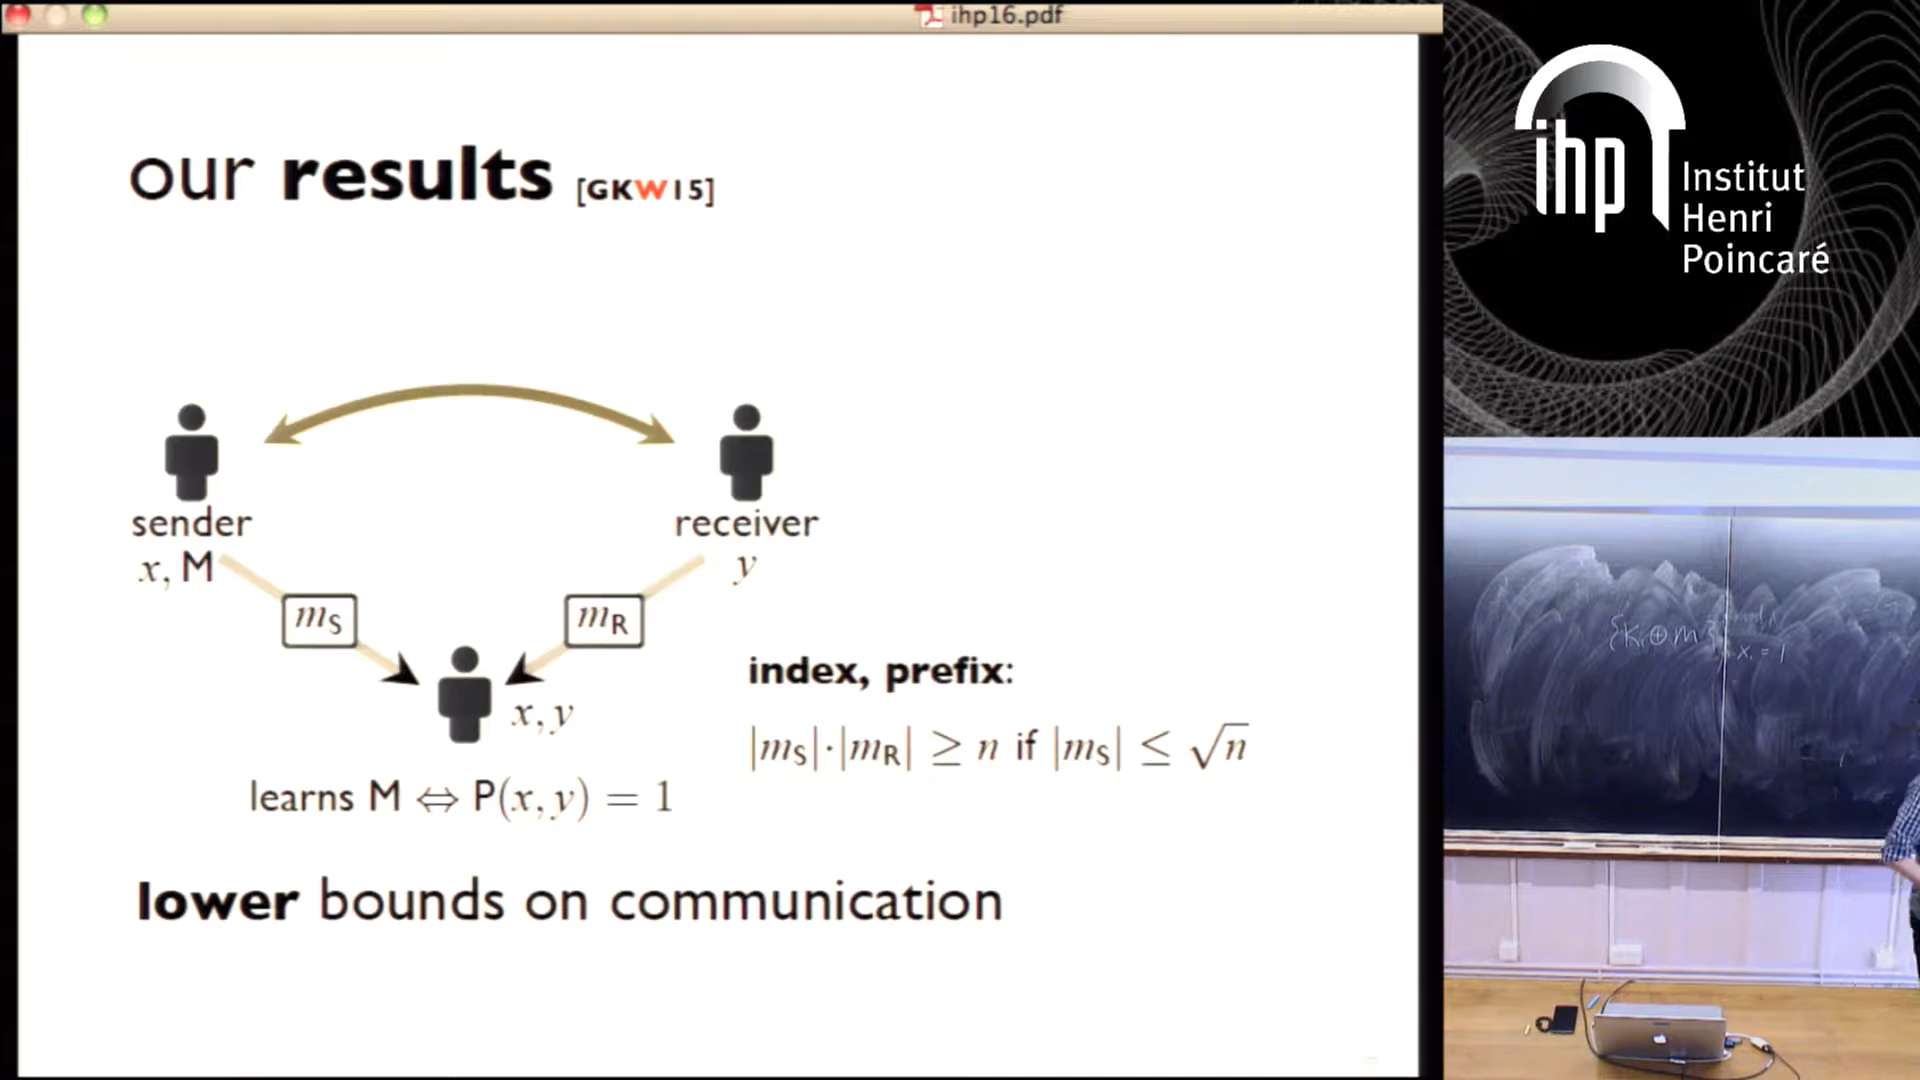 ihp16.pdf
our results [GKW15]
sender
x, M
receiver
y
m_S
m_R
x, y
learns M ⇔ P(x, y) = 1
index, prefix:
|m_S|·|m_R| ≥ n if |m_S| ≤ √n
lower bounds on communication
ihp
Institut
Henri
Poincaré